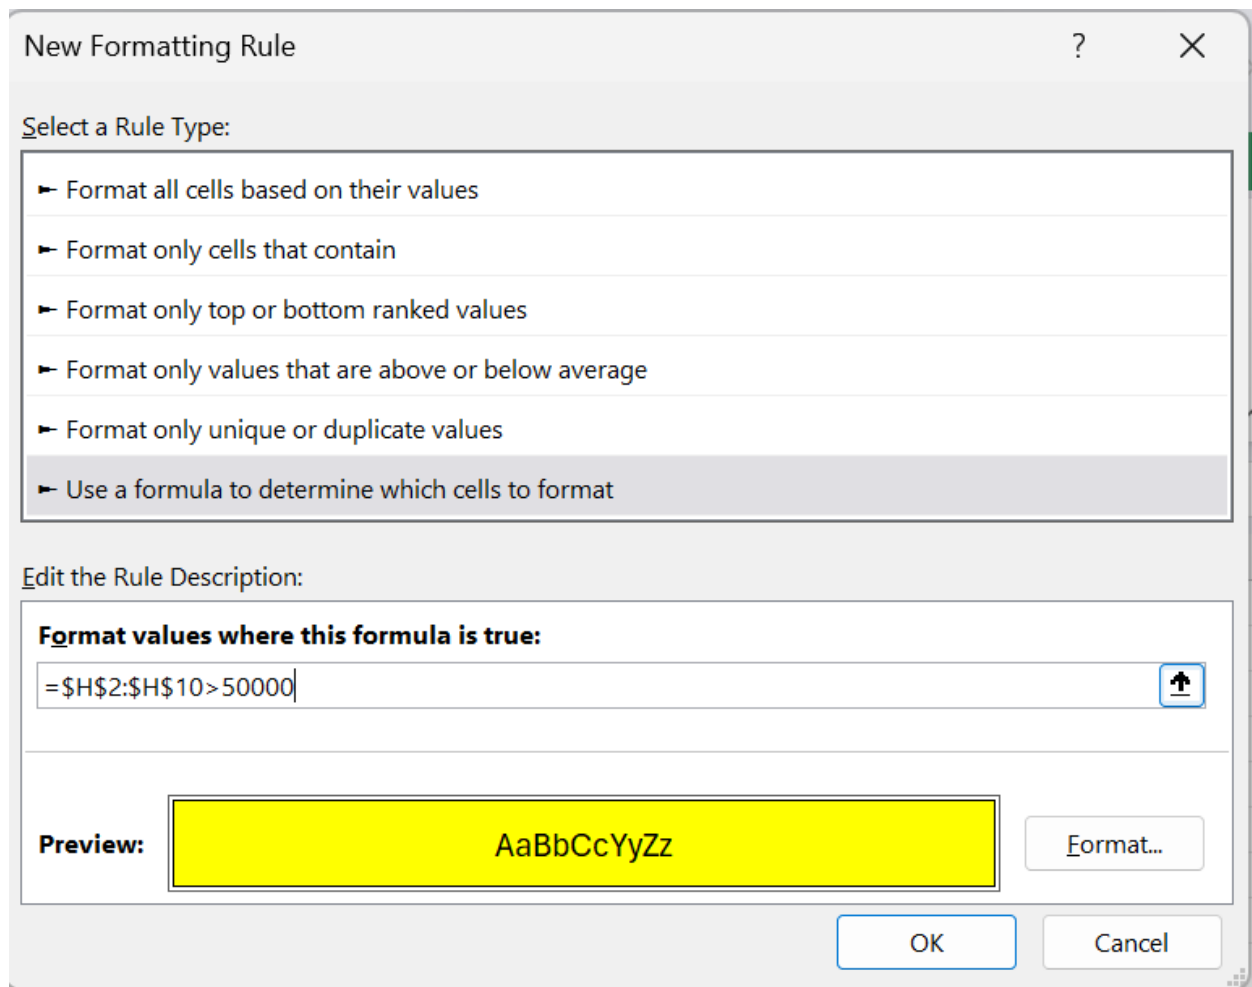 New Formatting Rule ?
Select a Rule Type:
► Format all cells based on their values
► Format only cells that contain
► Format only top or bottom ranked values
► Format only values that are above or below average
► Format only unique or duplicate values
► Use a formula to determine which cells to format
Edit the Rule Description:
Format values where this formula is true:
=$H$2:$H$10>50000
Preview: AaBbCcYyZz Format...
OK Cancel